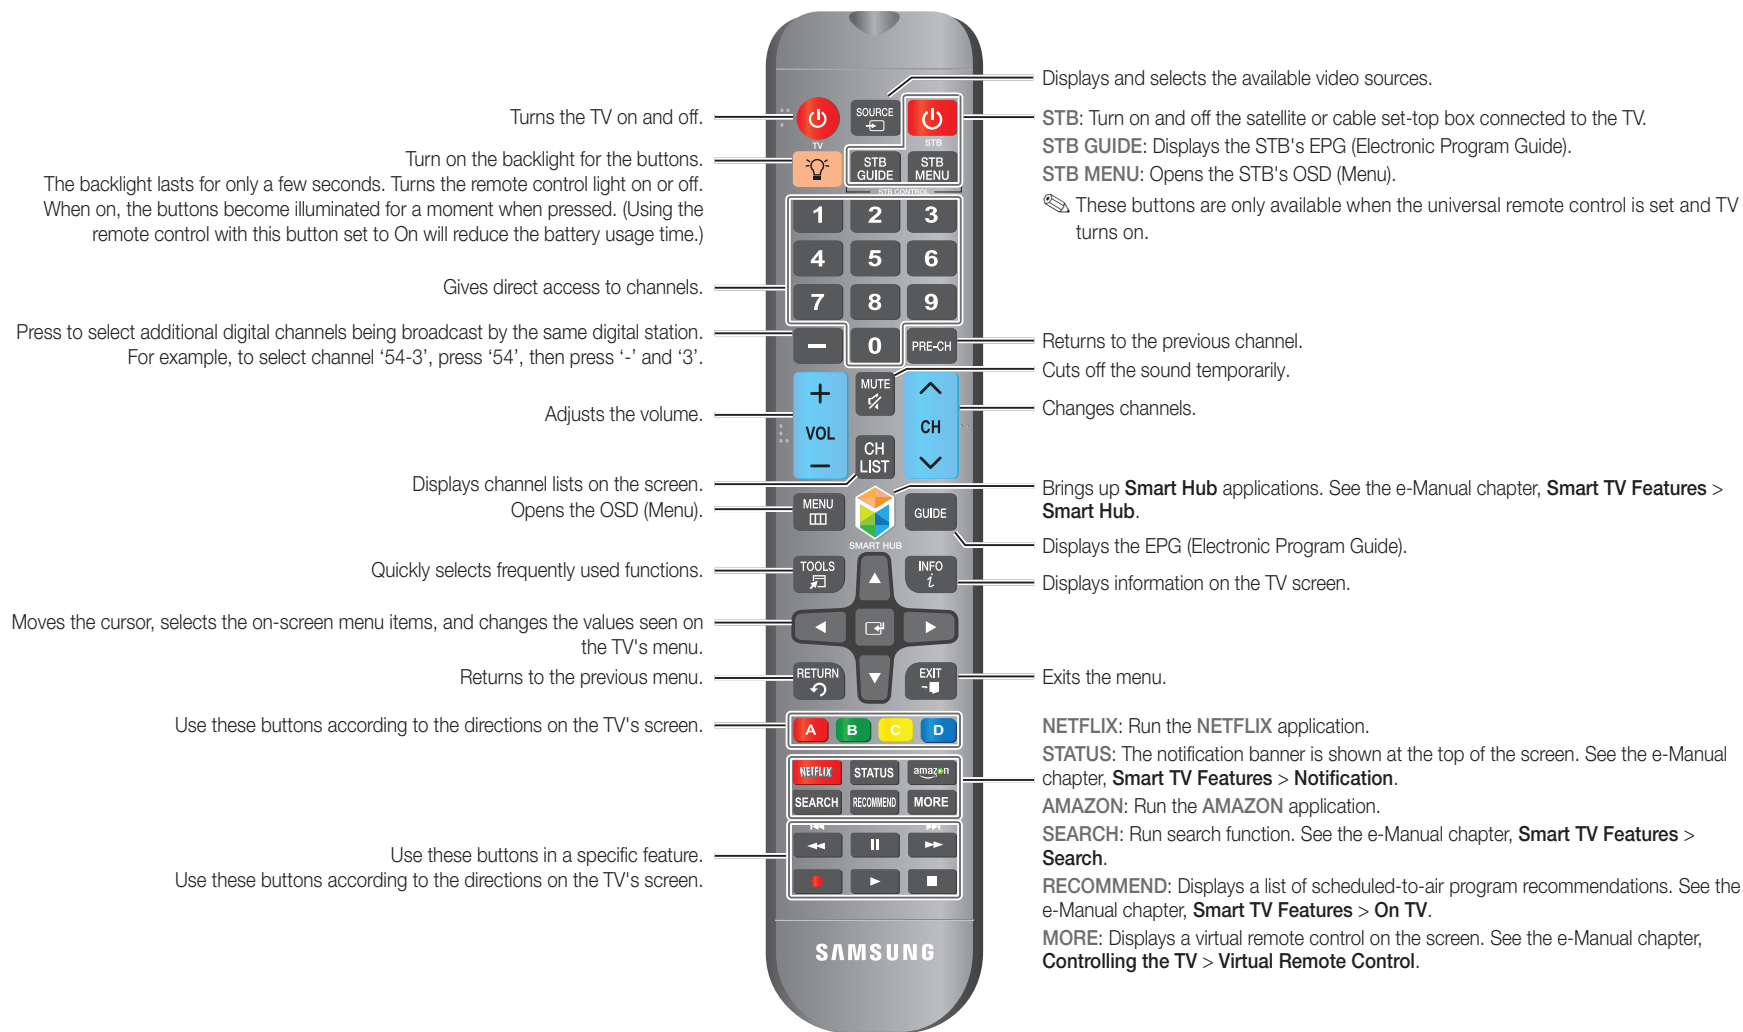 Turns the TV on and off.
Turn on the backlight for the buttons.
The backlight lasts for only a few seconds. Turns the remote control light on or off.
When on, the buttons become illuminated for a moment when pressed. (Using the
remote control with this button set to On will reduce the battery usage time.)
Gives direct access to channels.
Press to select additional digital channels being broadcast by the same digital station.
For example, to select channel ‘54-3’, press ‘54’, then press ‘-’ and ‘3’.
Adjusts the volume.
Displays channel lists on the screen.
Opens the OSD (Menu).
Quickly selects frequently used functions.
Moves the cursor, selects the on-screen menu items, and changes the values seen on
the TV's menu.
Returns to the previous menu.
Use these buttons according to the directions on the TV's screen.
Use these buttons in a specific feature.
Use these buttons according to the directions on the TV's screen.
SOURCE
TV
STB
STB
GUIDE
STB
MENU
STB CONTROL
1 2 3
4 5 6
7 8 9
− 0 PRE-CH
+
VOL
−
MUTE
CH
CH
LIST
MENU
GUIDE
SMART HUB
TOOLS
INFO
i
RETURN
EXIT
A B C D
NETFLIX STATUS amazon
SEARCH RECOMMEND MORE
SAMSUNG
Displays and selects the available video sources.
STB: Turn on and off the satellite or cable set-top box connected to the TV.
STB GUIDE: Displays the STB's EPG (Electronic Program Guide).
STB MENU: Opens the STB's OSD (Menu).
These buttons are only available when the universal remote control is set and TV
turns on.
Returns to the previous channel.
Cuts off the sound temporarily.
Changes channels.
Brings up Smart Hub applications. See the e-Manual chapter, Smart TV Features >
Smart Hub.
Displays the EPG (Electronic Program Guide).
Displays information on the TV screen.
Exits the menu.
NETFLIX: Run the NETFLIX application.
STATUS: The notification banner is shown at the top of the screen. See the e-Manual
chapter, Smart TV Features > Notification.
AMAZON: Run the AMAZON application.
SEARCH: Run search function. See the e-Manual chapter, Smart TV Features >
Search.
RECOMMEND: Displays a list of scheduled-to-air program recommendations. See the
e-Manual chapter, Smart TV Features > On TV.
MORE: Displays a virtual remote control on the screen. See the e-Manual chapter,
Controlling the TV > Virtual Remote Control.